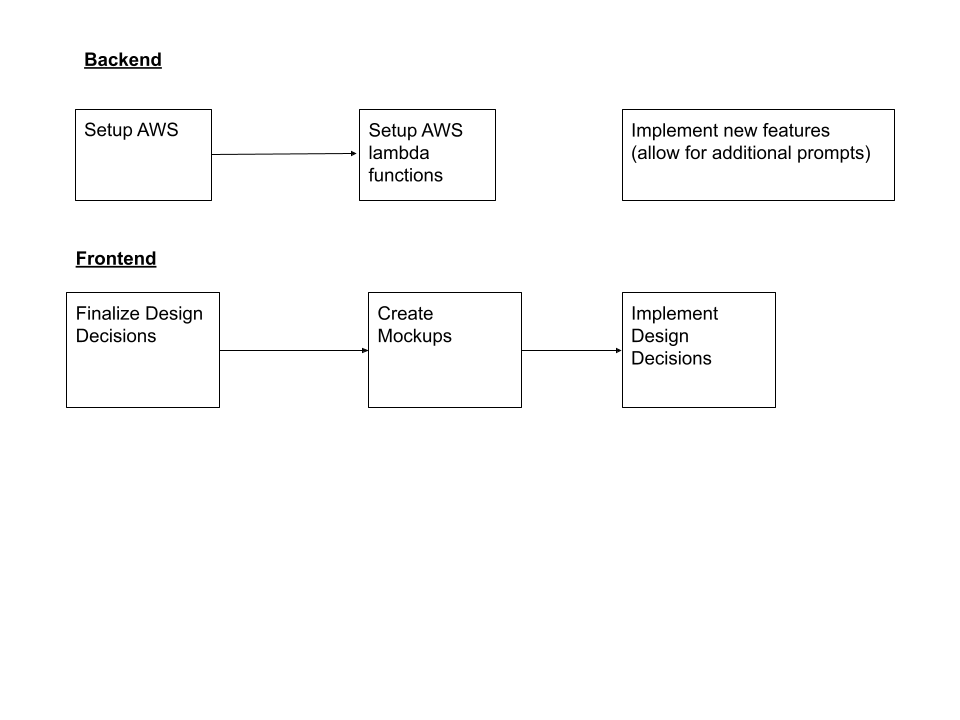 Backend
Setup AWS
Setup AWS
lambda
functions
Implement new features
(allow for additional prompts)
Frontend
Finalize Design
Decisions
Create
Mockups
Implement
Design
Decisions